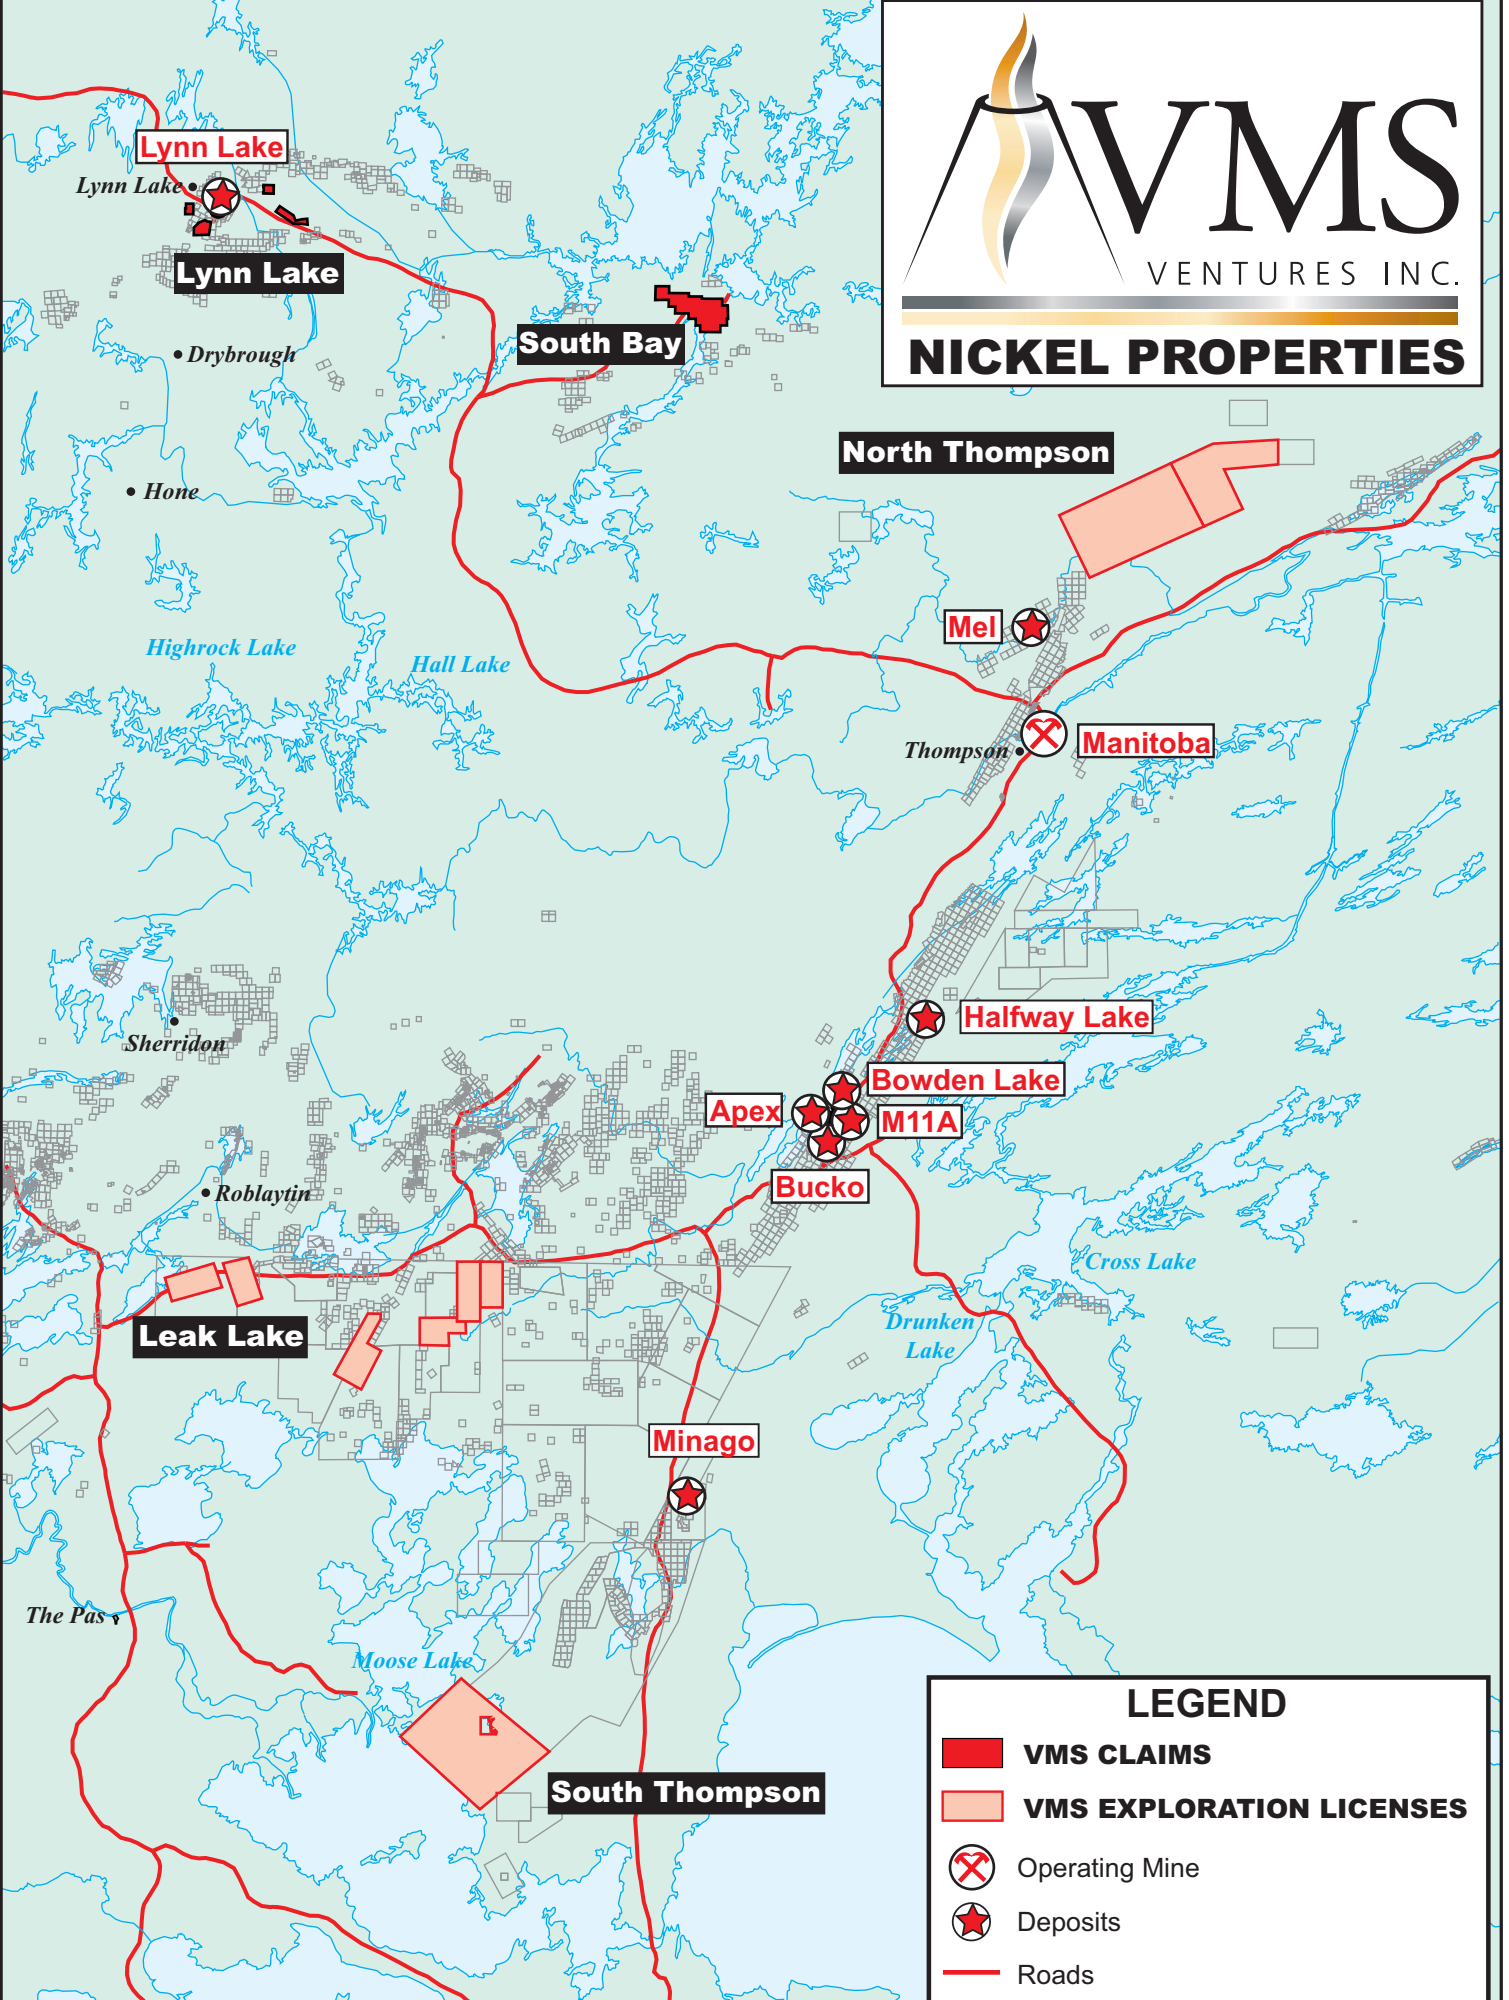 VMS
VENTURES INC.
NICKEL PROPERTIES
Lynn Lake
Lynn Lake
Lynn Lake
South Bay
Drybrough
North Thompson
Hone
Mel
Highrock Lake
Hall Lake
Manitoba
Thompson
Halfway Lake
Sherridon
Bowden Lake
Apex
M11A
Bucko
Roblaytin
Cross Lake
Drunken
Lake
Leak Lake
Minago
The Pas
Moose Lake
South Thompson
LEGEND
VMS CLAIMS
VMS EXPLORATION LICENSES
Operating Mine
Deposits
Roads